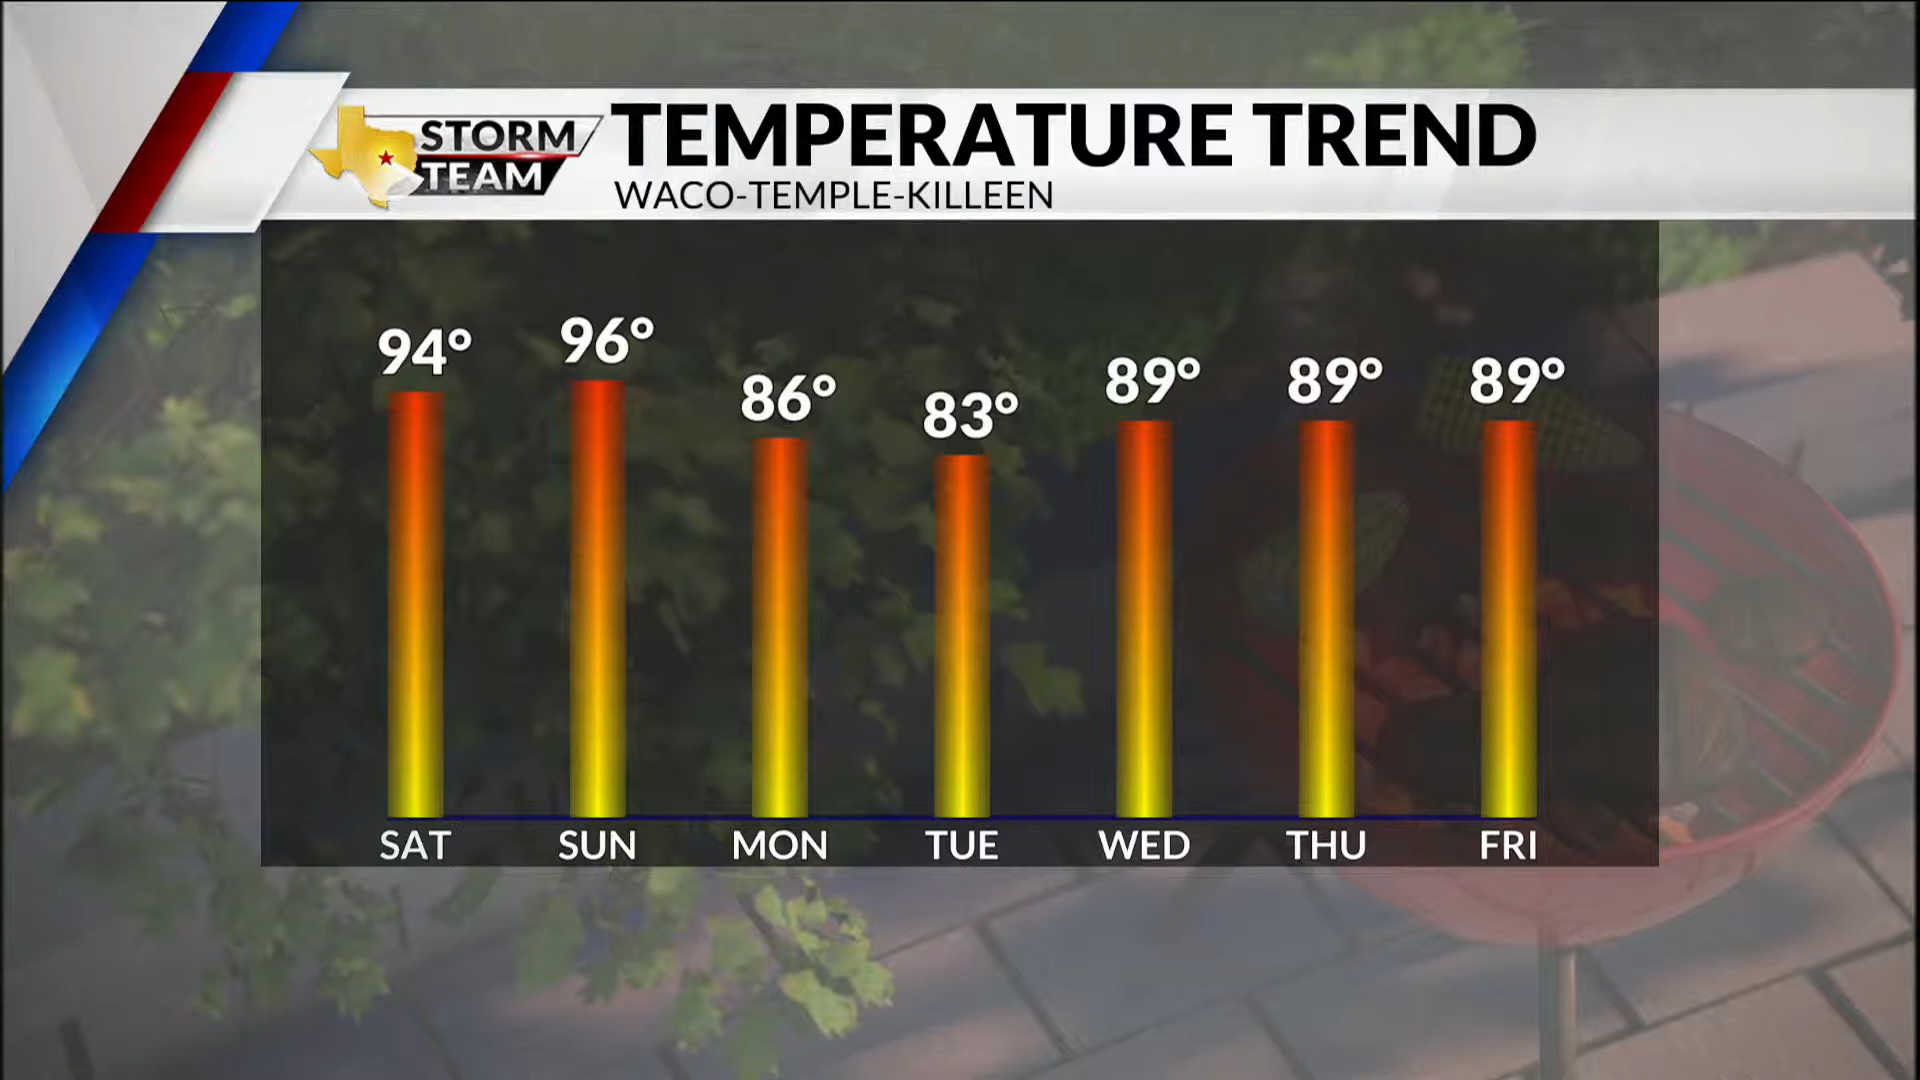 STORM
TEAM
TEMPERATURE TREND
WACO-TEMPLE-KILLEEN
94° 96° 86° 83° 89° 89° 89°
SAT SUN MON TUE WED THU FRI